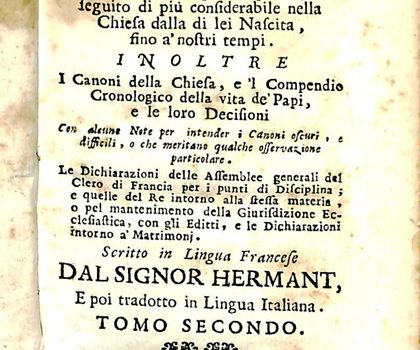 ſeguito di più conſiderabile nella
Chieſa dalla di lei Naſcita,
fino a' noſtri tempi.
INOLTRE
I Canoni della Chieſa, e 'l Compendio
Cronologico della vita de' Papi,
e le loro Deciſioni
Con alcune Note per intender i Canoni oſcuri, e
difficili, o che meritano qualche oſſervazione
particolare.
Le Dichiarazioni delle Aſſemblee generali del
Clero di Francia per i punti di Diſciplina;
e quelle del Re intorno alla ſteſſa materia,
o pel mantenimento della Giuriſdizione Ec-
cleſiaſtica, con gli Editti, e le Dichiarazioni
intorno a' Matrimonj.
Scritto in Lingua Franceſe
DAL SIGNOR HERMANT,
E poi tradotto in Lingua Italiana.
TOMO SECONDO.